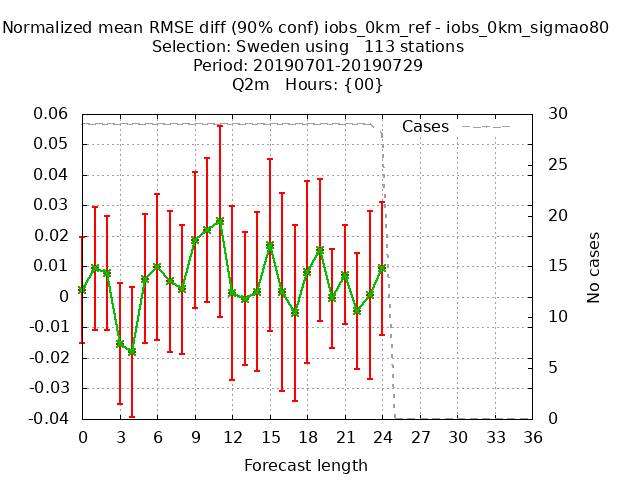 Normalized mean RMSE diff (90% conf) iobs_0km_ref - iobs_0km_sigmao80
Selection: Sweden using 113 stations
Period: 20190701-20190729
Q2m Hours: {00}
Cases
0.06
0.05
0.04
0.03
0.02
0.01
0
-0.01
-0.02
-0.03
-0.04
30
25
20
15
10
5
0
No cases
0 3 6 9 12 15 18 21 24 27 30 33 36
Forecast length